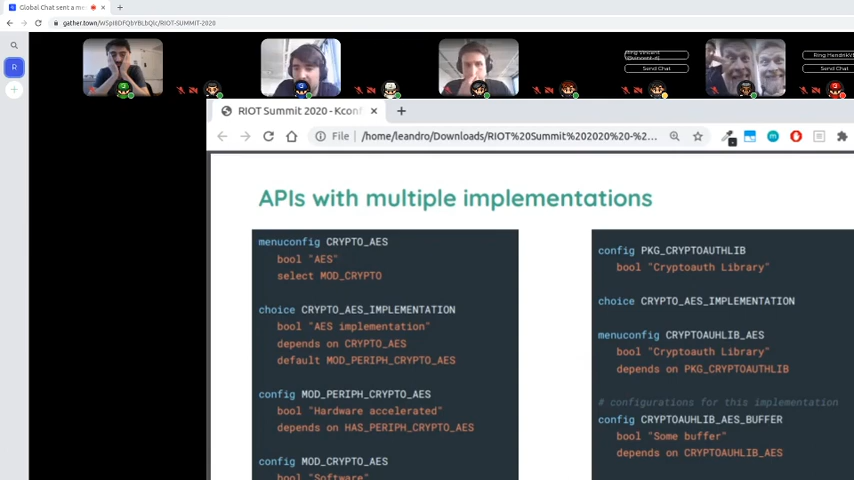 Global Chat sent a me
gather.town/WSpI8DFQbYBLbQlc/RIOT-SUMMIT-2020
R
Send Chat
Send Chat
RIOT Summit 2020 - Kconf
File
/home/leandro/Downloads/RIOT%20Summit%202020%20-%2...
APIs with multiple implementations
menuconfig CRYPTO_AES
bool "AES"
select MOD_CRYPTO
choice CRYPTO_AES_IMPLEMENTATION
bool "AES implementation"
depends on CRYPTO_AES
default MOD_PERIPH_CRYPTO_AES
config MOD_PERIPH_CRYPTO_AES
bool "Hardware accelerated"
depends on HAS_PERIPH_CRYPTO_AES
config MOD_CRYPTO_AES
bool "Software"
config PKG_CRYPTOAUTHLIB
bool "Cryptoauth Library"
choice CRYPTO_AES_IMPLEMENTATION
menuconfig CRYPTOAUHLIB_AES
bool "Cryptoauth Library"
depends on PKG_CRYPTOAUTHLIB
# configurations for this implementation
config CRYPTOAUHLIB_AES_BUFFER
bool "Some buffer"
depends on CRYPTOAUHLIB_AES